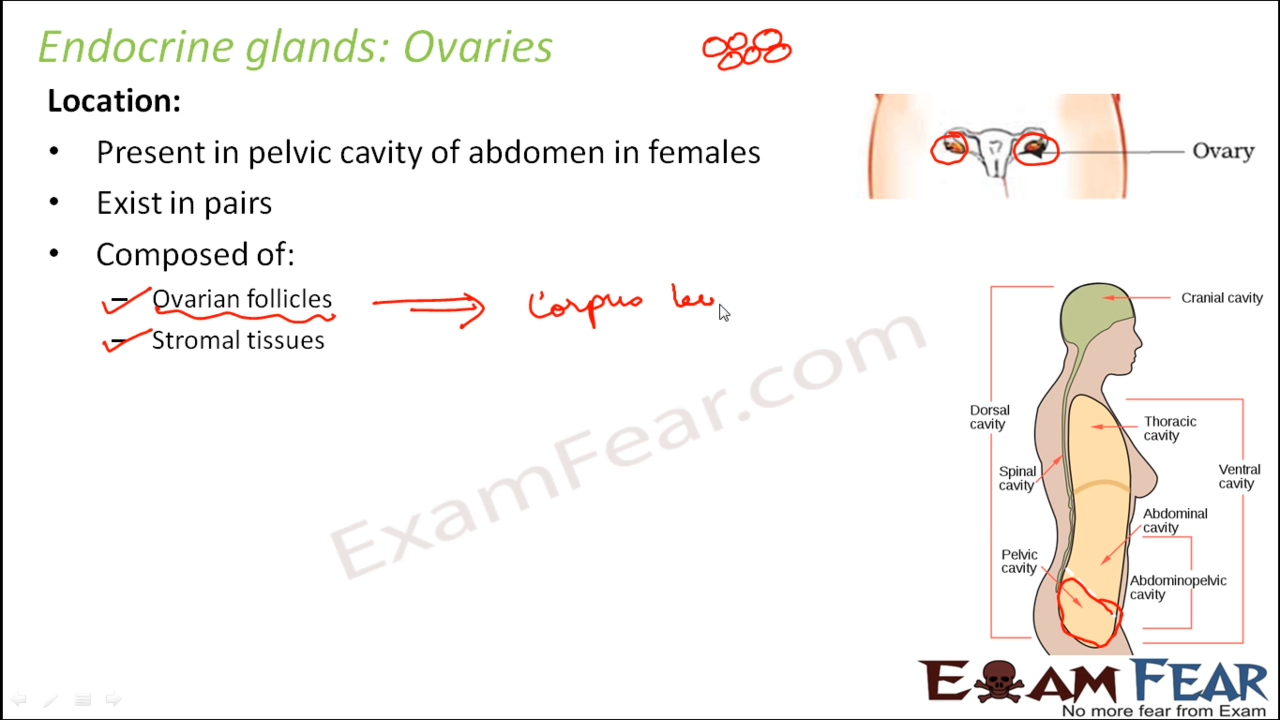 Endocrine glands: Ovaries
Location:
• Present in pelvic cavity of abdomen in females
• Exist in pairs
• Composed of:
– Ovarian follicles
Corpus
– Stromal tissues
Ovary
Cranial cavity
Dorsal
cavity
Thoracic
cavity
Spinal
cavity
Ventral
cavity
Abdominal
cavity
Pelvic
cavity
Abdominopelvic
cavity
ExamFear.com
EXAM FEAR
No more fear from Exam